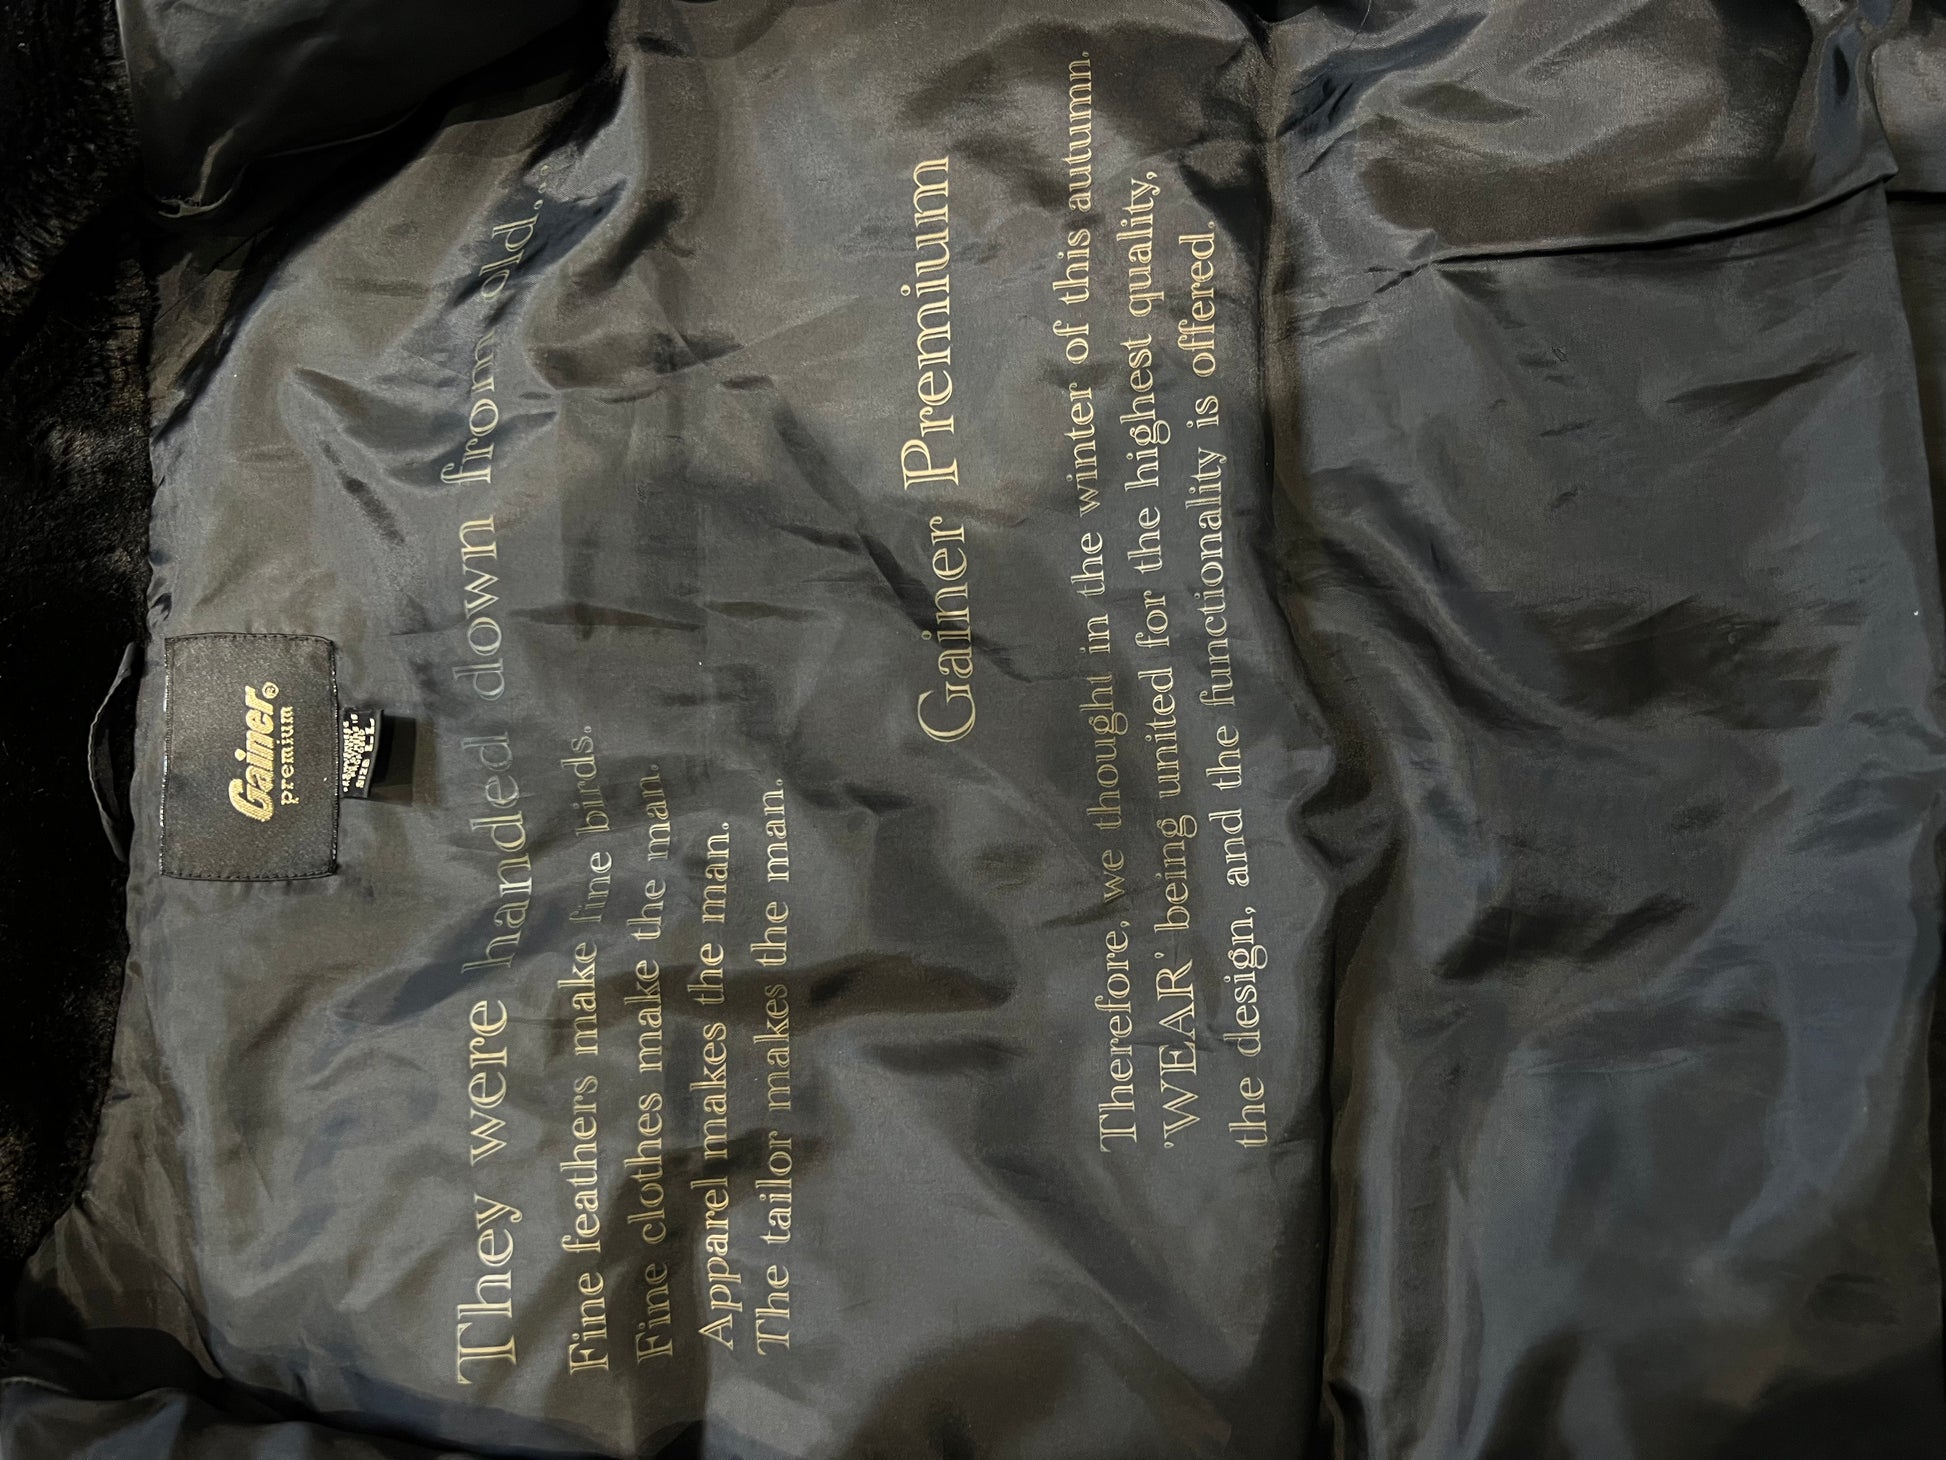 Gainer®
premium
SIZE LL
They were handed down from old...
Fine feathers make fine birds.
Fine clothes make the man.
Apparel makes the man.
The tailor makes the man.
Gainer Premium
Therefore, we thought in the winter of this autumn.
'WEAR' being united for the highest quality,
the design, and the functionality is offered.